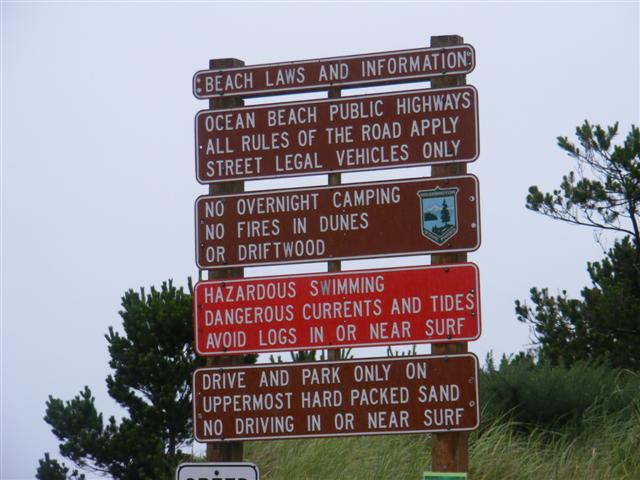 BEACH LAWS AND INFORMATION
OCEAN BEACH PUBLIC HIGHWAYS
ALL RULES OF THE ROAD APPLY
STREET LEGAL VEHICLES ONLY
NO OVERNIGHT CAMPING
NO FIRES IN DUNES
OR DRIFTWOOD
HAZARDOUS SWIMMING
DANGEROUS CURRENTS AND TIDES
AVOID LOGS IN OR NEAR SURF
DRIVE AND PARK ONLY ON
UPPERMOST HARD PACKED SAND
NO DRIVING IN OR NEAR SURF
SPEED